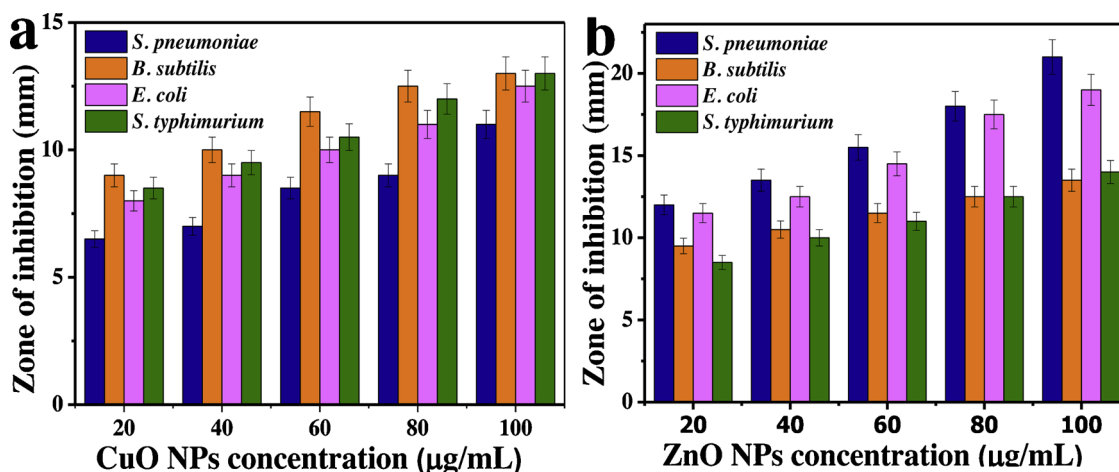 a
S. pneumoniae
B. subtilis
E. coli
S. typhimurium
Zone of inhibition (mm)
15
10
5
0
20 40 60 80 100
CuO NPs concentration (μg/mL)
b
S. pneumoniae
B. subtilis
E. coli
S. typhimurium
Zone of inhibition (mm)
20
15
10
5
0
20 40 60 80 100
ZnO NPs concentration (μg/mL)